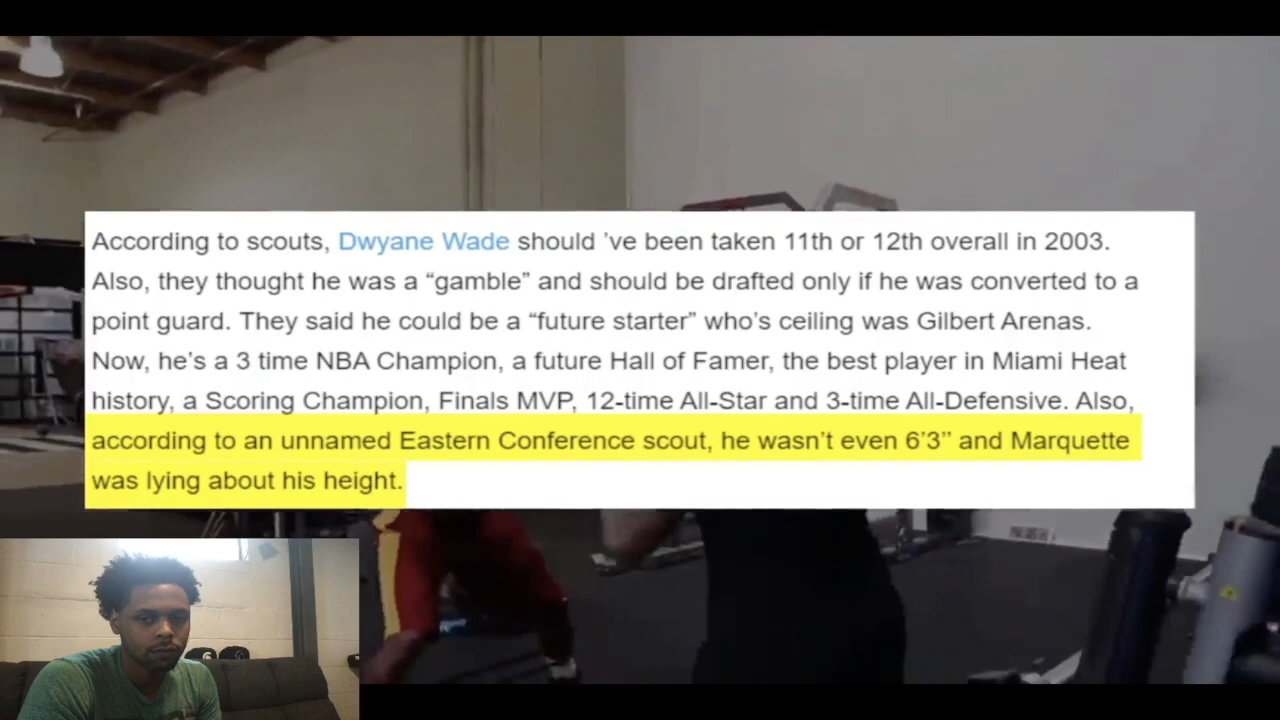 According to scouts, Dwyane Wade should 've been taken 11th or 12th overall in 2003.
Also, they thought he was a “gamble” and should be drafted only if he was converted to a
point guard. They said he could be a “future starter” who’s ceiling was Gilbert Arenas.
Now, he’s a 3 time NBA Champion, a future Hall of Famer, the best player in Miami Heat
history, a Scoring Champion, Finals MVP, 12-time All-Star and 3-time All-Defensive. Also,
according to an unnamed Eastern Conference scout, he wasn’t even 6’3’’ and Marquette
was lying about his height.